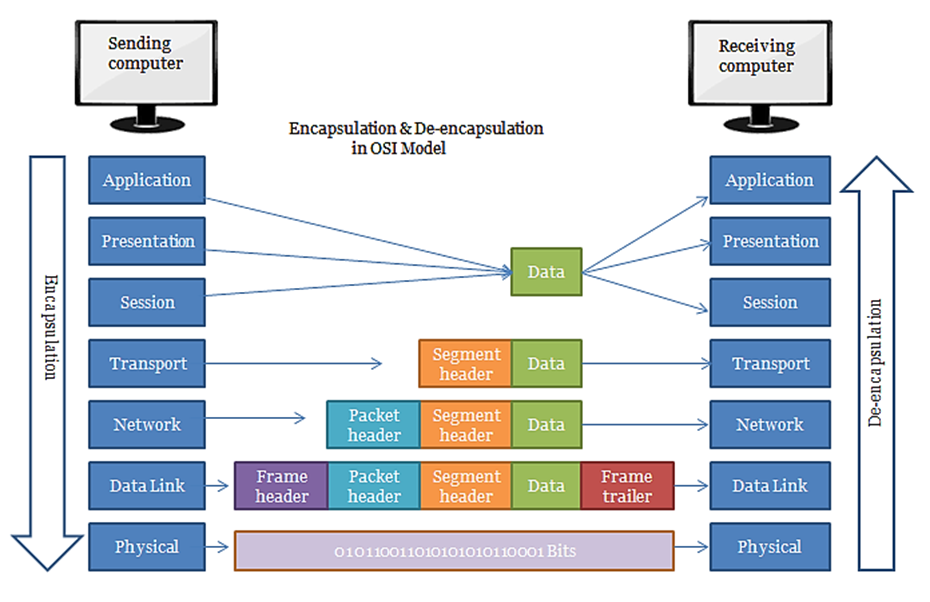 Sending
computer
Receiving
computer
Encapsulation & De-encapsulation
in OSI Model
Encapsulation
De-encapsulation
Application
Application
Presentation
Data
Presentation
Session
Session
Transport
Segment
header
Data
Transport
Network
Packet
header
Segment
header
Data
Network
Data Link
Frame
header
Packet
header
Segment
header
Data
Frame
trailer
Data Link
Physical
01011001101010101011 0001 Bits
Physical